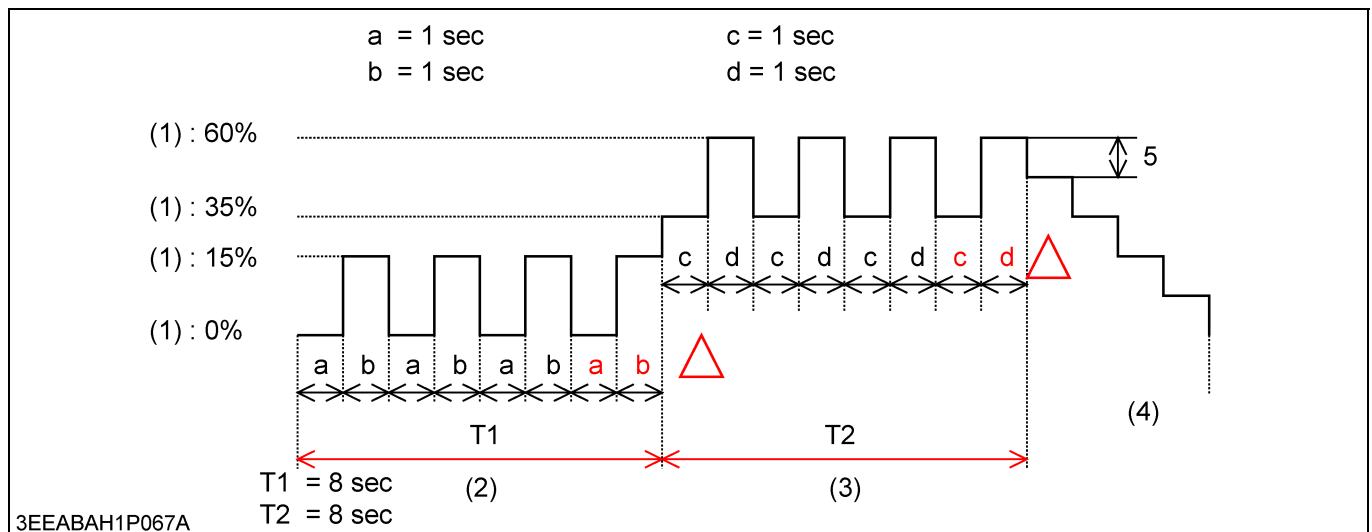 a = 1 sec c = 1 sec
b = 1 sec d = 1 sec
(1) : 60%
5
(1) : 35%
(1) : 15%
c d c d c d c d
(1) : 0%
a b a b a b a b
(4)
T1 T2
T1 = 8 sec (2) (3)
T2 = 8 sec
3EEABAH1P067A